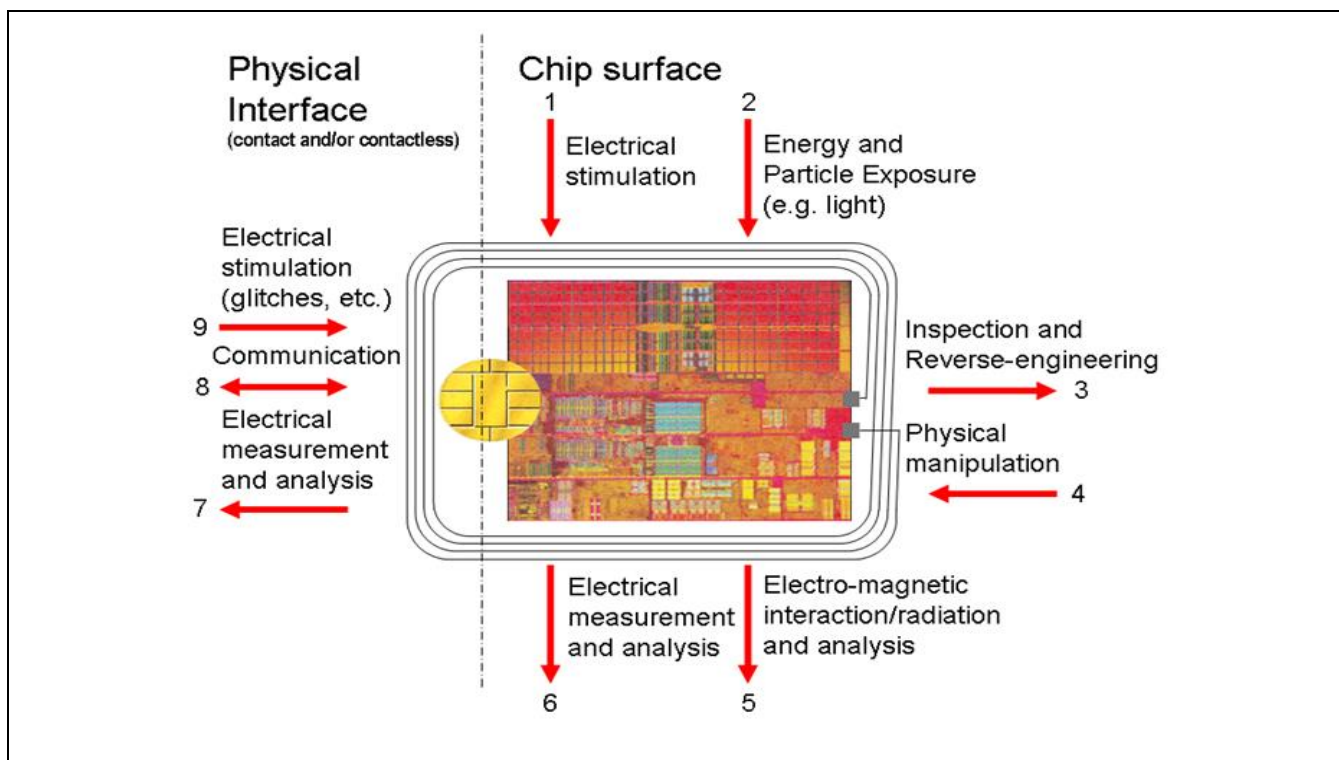 Physical
Interface
(contact and/or contactless)
Chip surface
1
2
Electrical
stimulation
Energy and
Particle Exposure
(e.g. light)
Electrical
stimulation
(glitches, etc.)
9
Communication
8
Electrical
measurement
and analysis
7
Inspection and
Reverse-engineering
3
Physical
manipulation
4
Electrical
measurement
and analysis
6
Electro-magnetic
interaction/radiation
and analysis
5